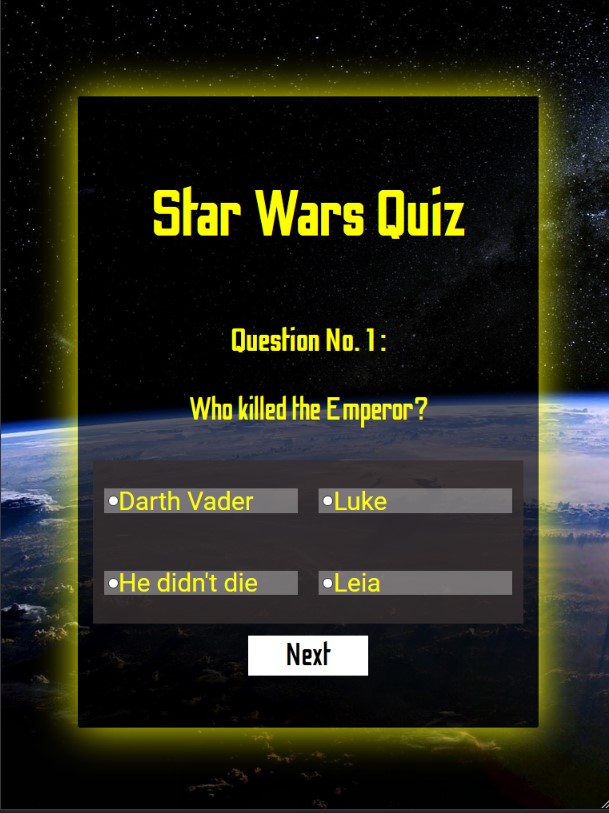 Star Wars Quiz
Question No. 1:
Who killed the Emperor?
Darth Vader
Luke
He didn't die
Leia
Next